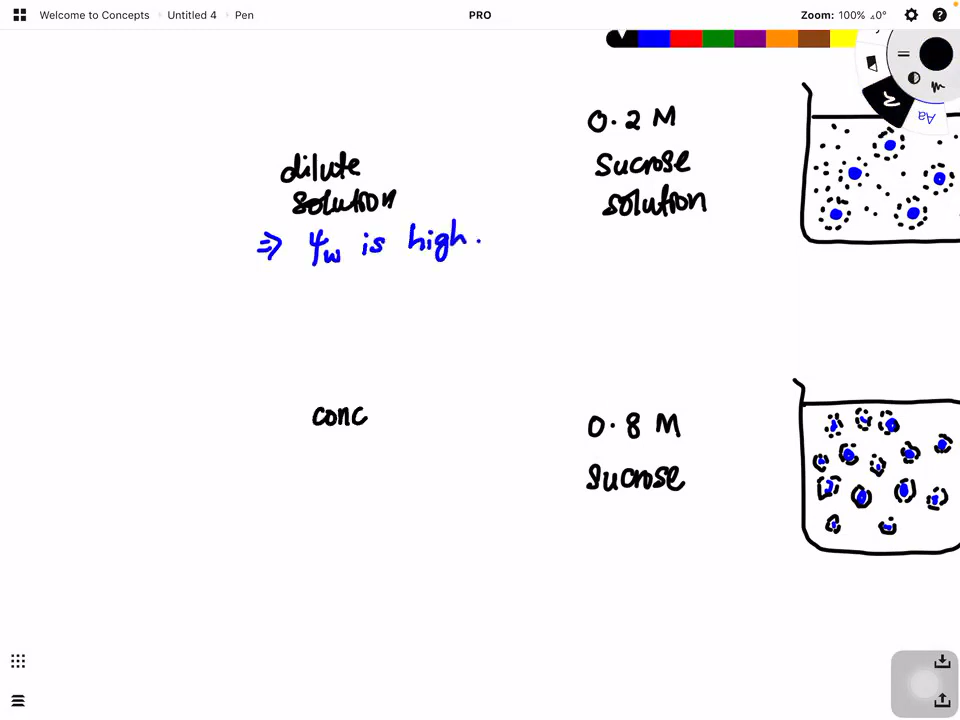 Welcome to Concepts › Untitled 4 › Pen
PRO
Zoom: 100% ⊿0°
Aa
0.2 M
Sucrose
solution
dilute
solution
⇒ Ψw is high.
conc
0.8 M
Sucrose